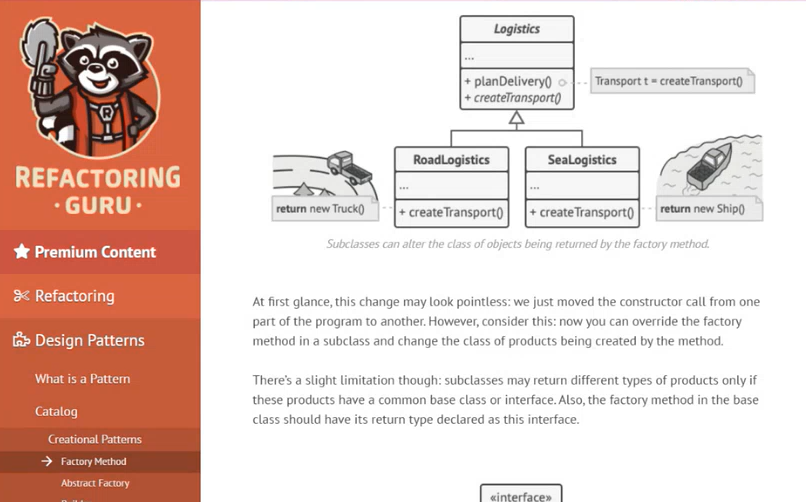 REFACTORING
· GURU ·
Premium Content
Refactoring
Design Patterns
What is a Pattern
Catalog
Creational Patterns
Factory Method
Abstract Factory
Logistics
...
+ planDelivery()
+ createTransport()
Transport t = createTransport()
RoadLogistics
...
+ createTransport()
SeaLogistics
...
+ createTransport()
return new Truck()
return new Ship()
Subclasses can alter the class of objects being returned by the factory method.
At first glance, this change may look pointless: we just moved the constructor call from one
part of the program to another. However, consider this: now you can override the factory
method in a subclass and change the class of products being created by the method.
There’s a slight limitation though: subclasses may return different types of products only if
these products have a common base class or interface. Also, the factory method in the base
class should have its return type declared as this interface.
«interface»